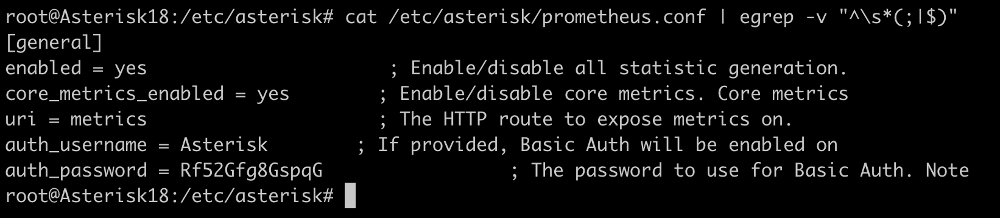 root@Asterisk18:/etc/asterisk# cat /etc/asterisk/prometheus.conf | egrep -v "^\s*(;|$)"
[general]
enabled = yes                      ; Enable/disable all statistic generation.
core_metrics_enabled = yes        ; Enable/disable core metrics. Core metrics
uri = metrics                     ; The HTTP route to expose metrics on.
auth_username = Asterisk        ; If provided, Basic Auth will be enabled on
auth_password = Rf52Gfg8GspqG                 ; The password to use for Basic Auth. Note
root@Asterisk18:/etc/asterisk#